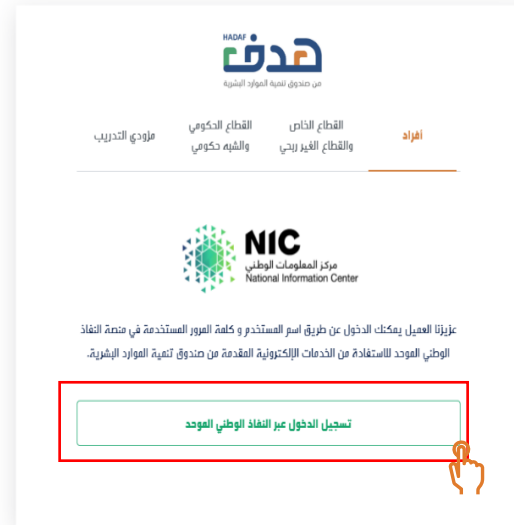 HADAF
هدف
من صندوق تنمية الموارد البشرية
أفراد
القطاع الخاص
والقطاع الغير ربحي
القطاع الحكومي
والشبه حكومي
مزودي التدريب
NIC
مركز المعلومات الوطني
National Information Center
عزيزنا العميل يمكنك الدخول عن طريق اسم المستخدم و كلمة المرور المستخدمة في منصة النفاذ
الوطني الموحد للاستفادة من الخدمات الإلكترونية المقدمة من صندوق تنمية الموارد البشرية.
تسجيل الدخول عبر النفاذ الوطني الموحد